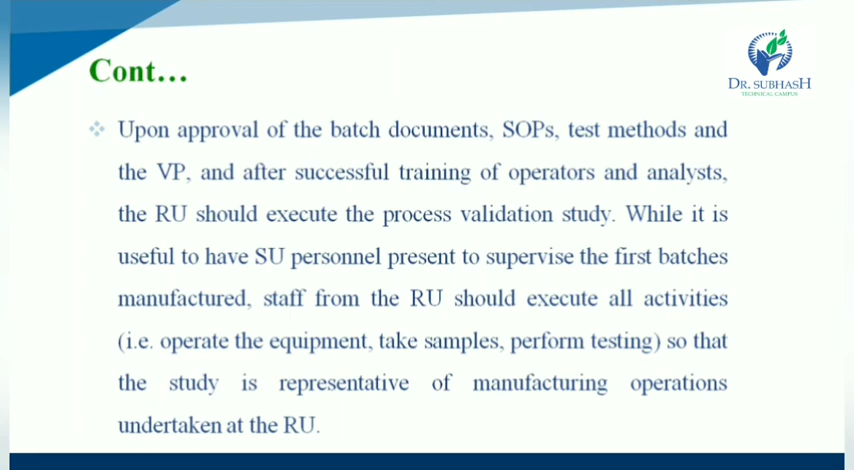 DR. SUBHASH
TECHNICAL CAMPUS
Cont...
Upon approval of the batch documents, SOPs, test methods and
the VP, and after successful training of operators and analysts,
the RU should execute the process validation study. While it is
useful to have SU personnel present to supervise the first batches
manufactured, staff from the RU should execute all activities
(i.e. operate the equipment, take samples, perform testing) so that
the study is representative of manufacturing operations
undertaken at the RU.